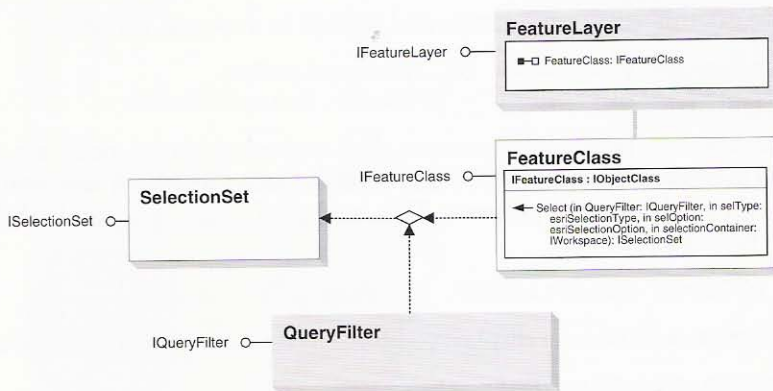 FeatureLayer
IFeatureLayer
FeatureClass: IFeatureClass
FeatureClass
IFeatureClass
IFeatureClass : IObjectClass
Select (in QueryFilter: IQueryFilter, in selType:
esriSelectionType, in selOption:
esriSelectionOption, in selectionContainer:
IWorkspace): ISelectionSet
SelectionSet
ISelectionSet
QueryFilter
IQueryFilter